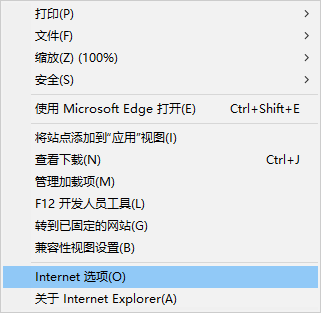 打印(P)
文件(F)
缩放(Z) (100%)
安全(S)
使用 Microsoft Edge 打开(E) Ctrl+Shift+E
将站点添加到“应用”视图(I)
查看下载(N) Ctrl+J
管理加载项(M)
F12 开发人员工具(L)
转到已固定的网站(G)
兼容性视图设置(B)
Internet 选项(O)
关于 Internet Explorer(A)